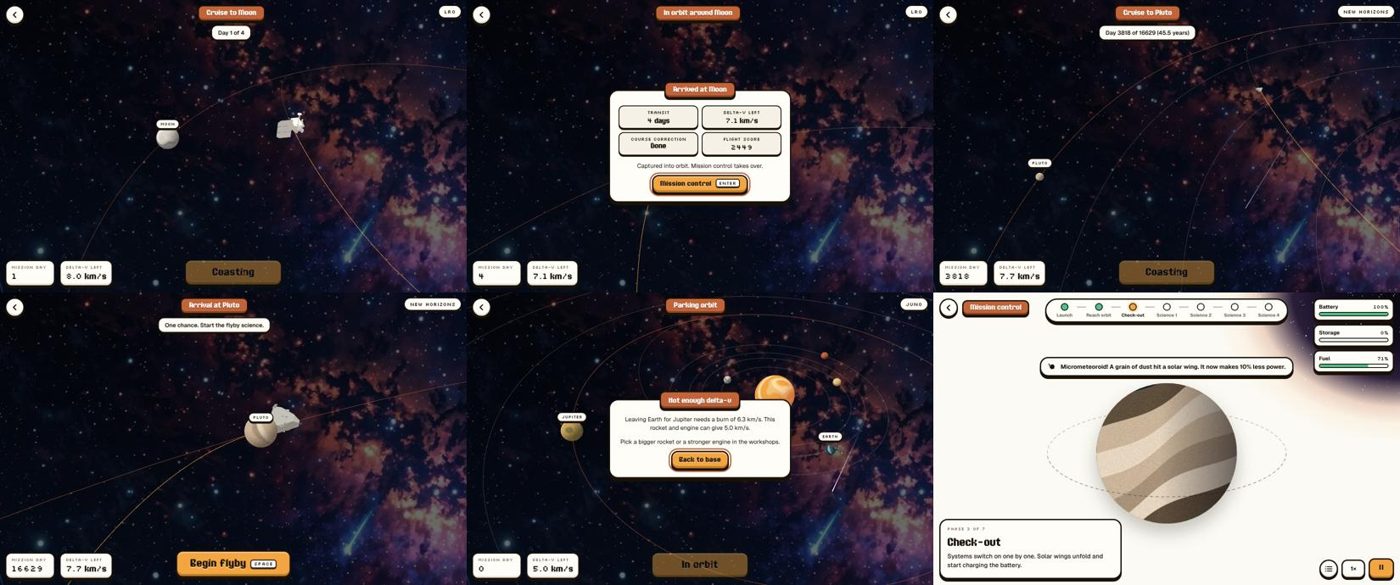 Cruise to Moon
LRO
Day 1 of 4
MOON
MISSION DAY
1
DELTA-V LEFT
8.0 km/s
Coasting
In orbit around Moon
LRO
Arrived at Moon
TRANSIT
4 days
DELTA-V LEFT
7.1 km/s
COURSE CORRECTION
Done
FLIGHT SCORE
2449
Captured into orbit. Mission control takes over.
Mission control ENTER
MISSION DAY
4
DELTA-V LEFT
7.1 km/s
Cruise to Pluto
NEW HORIZONS
Day 3818 of 16629 (45.5 years)
PLUTO
MISSION DAY
3818
DELTA-V LEFT
7.7 km/s
Coasting
Arrival at Pluto
NEW HORIZONS
One chance. Start the flyby science.
PLUTO
MISSION DAY
16629
DELTA-V LEFT
7.7 km/s
Begin flyby SPACE
Parking orbit
JUNO
Not enough delta-v
Leaving Earth for Jupiter needs a burn of 6.3 km/s. This
rocket and engine can give 5.0 km/s.
Pick a bigger rocket or a stronger engine in the workshops.
Back to base
JUPITER
EARTH
MISSION DAY
0
DELTA-V LEFT
5.0 km/s
In orbit
Mission control
Launch
Reach orbit
Check-out
Science 1
Science 2
Science 3
Science 4
Battery 100%
Storage 0%
Fuel 71%
Micrometeoroid! A grain of dust hit a solar wing. It now makes 10% less power.
PHASE 3 OF 7
Check-out
Systems switch on one by one. Solar wings unfold and
start charging the battery.
1x